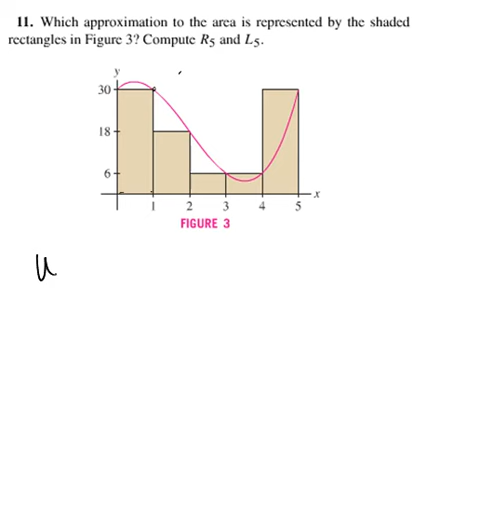 11. Which approximation to the area is represented by the shaded
rectangles in Figure 3? Compute R5 and L5.
y
30
18
6
1 2 3 4 5 x
FIGURE 3